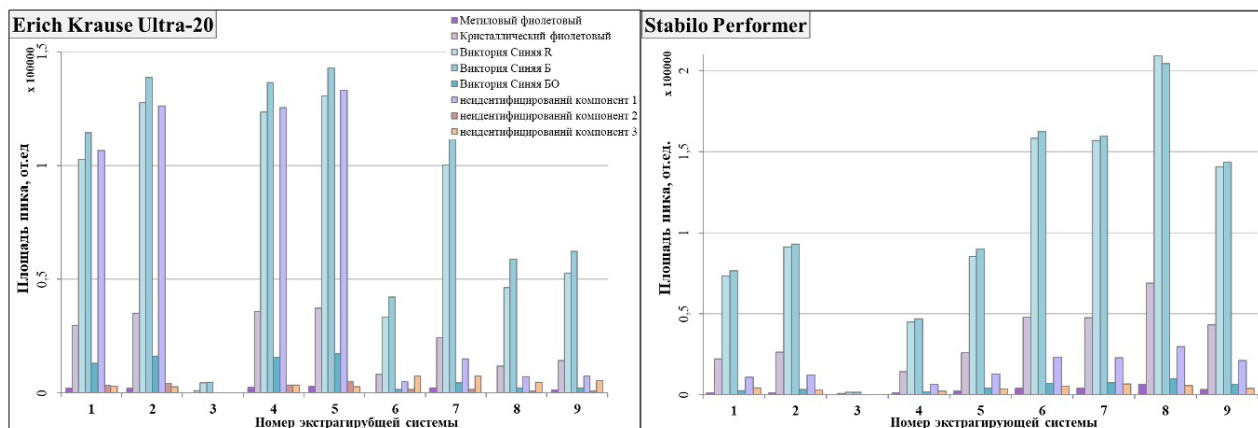 Erich Krause Ultra-20
Метиловый фиолетовый
Кристаллический фиолетовый
Виктория Синяя R
Виктория Синяя Б
Виктория Синяя БО
неидентифицированнй компонент 1
неидентифицированнй компонент 2
неидентифицированнй компонент 3
x 100000
Площадь пика, от.ед
1,5
1
0,5
0
1 2 3 4 5 6 7 8 9
Номер экстрагирубщей системы
Stabilo Performer
x 100000
Площадь пика, от.ед.
2
1,5
1
0,5
0
1 2 3 4 5 6 7 8 9
Номер экстрагирующей системы